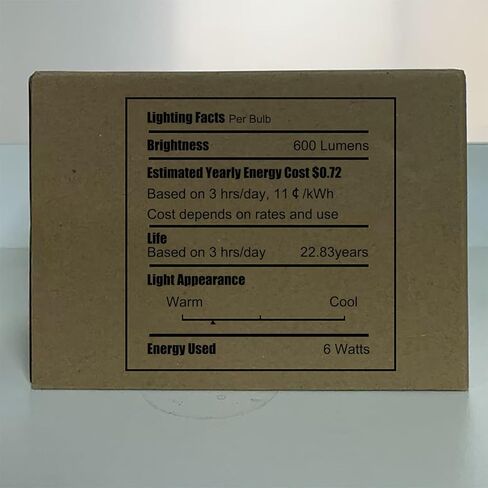 Lighting Facts Per Bulb
Brightness 600 Lumens
Estimated Yearly Energy Cost $0.72
Based on 3 hrs/day, 11 ¢/kWh
Cost depends on rates and use
Life
Based on 3 hrs/day 22.83years
Light Appearance
Warm Cool
Energy Used 6 Watts